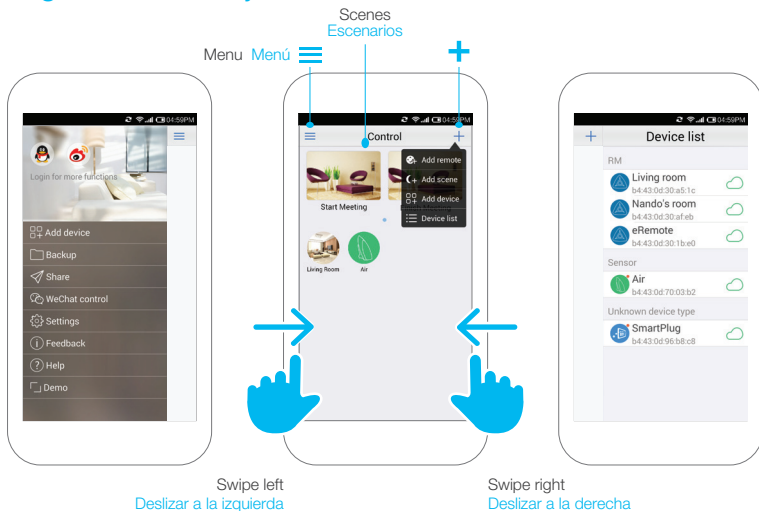 Scenes
Escenarios
Menu Menú
04:59PM
Login for more functions
Add device
Backup
Share
WeChat control
Settings
Feedback
Help
Demo
04:59PM
Control
Add remote
Add scene
Add device
Device list
Start Meeting
Living Room
Air
04:59PM
Device list
RM
Living room
b4:43:0d:30:a5:1c
Nando's room
b4:43:0d:30:af:eb
eRemote
b4:43:0d:30:1b:e0
Sensor
Air
b4:43:0d:70:03:b2
Unknown device type
SmartPlug
b4:43:0d:96:b8:c8
Swipe left
Deslizar a la izquierda
Swipe right
Deslizar a la derecha